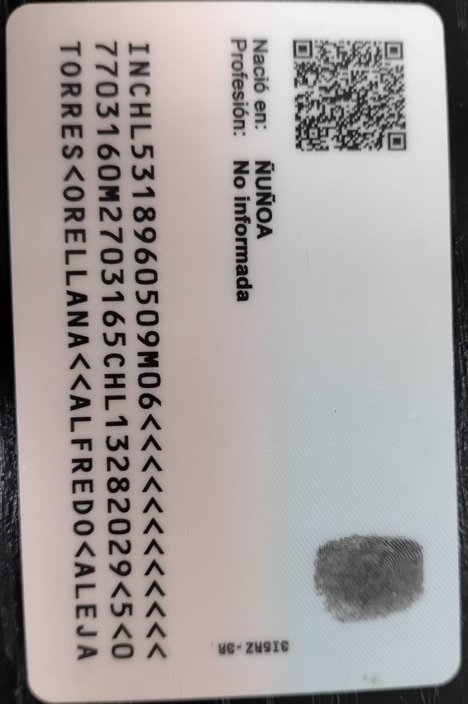 Nació en: ÑUÑOA
Profesión: No informada
INCHL5318960509M06<<<<<<<<<<<<
7703160M2703165CHL13282029<5<0
TORRES<ORELLANA<<ALFREDO<ALEJA